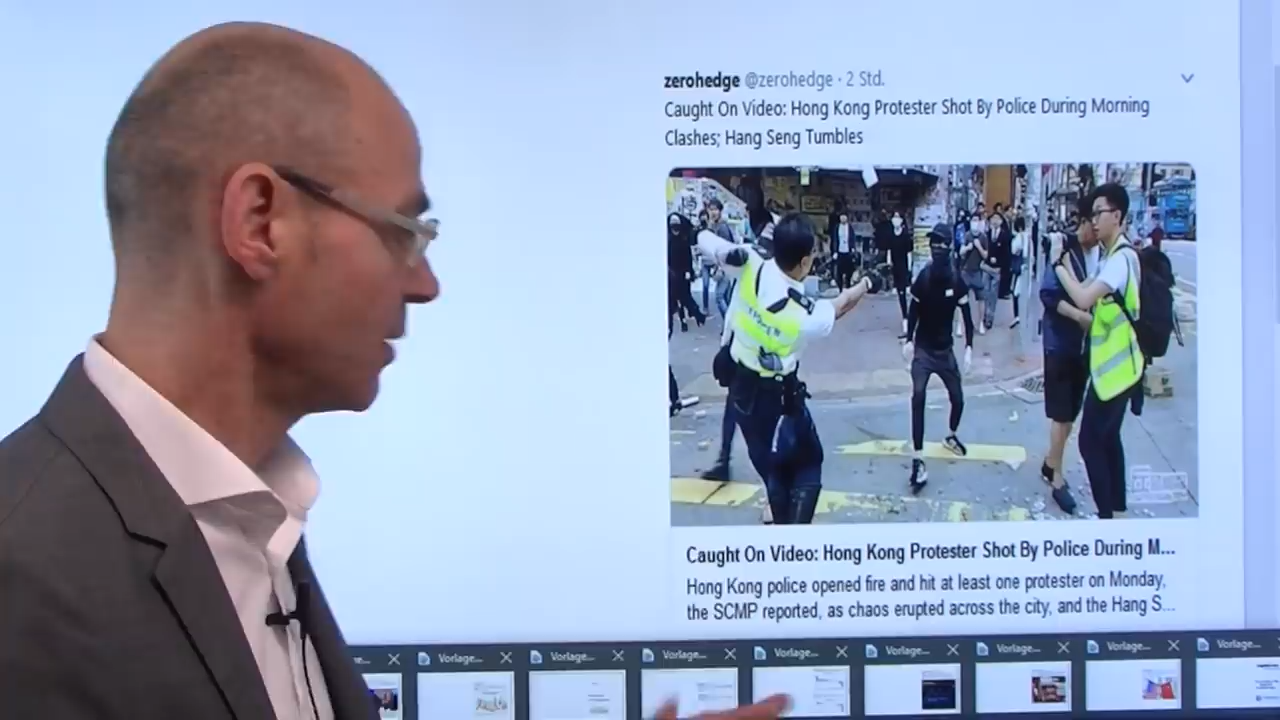 zerohedge @zerohedge · 2 Std.
Caught On Video: Hong Kong Protester Shot By Police During Morning
Clashes; Hang Seng Tumbles
Caught On Video: Hong Kong Protester Shot By Police During M...
Hong Kong police opened fire and hit at least one protester on Monday,
the SCMP reported, as chaos erupted across the city, and the Hang S...
Vorlage... Vorlage... Vorlage... Vorlage... Vorlage... Vorlage... Vorlage... Vorlage...